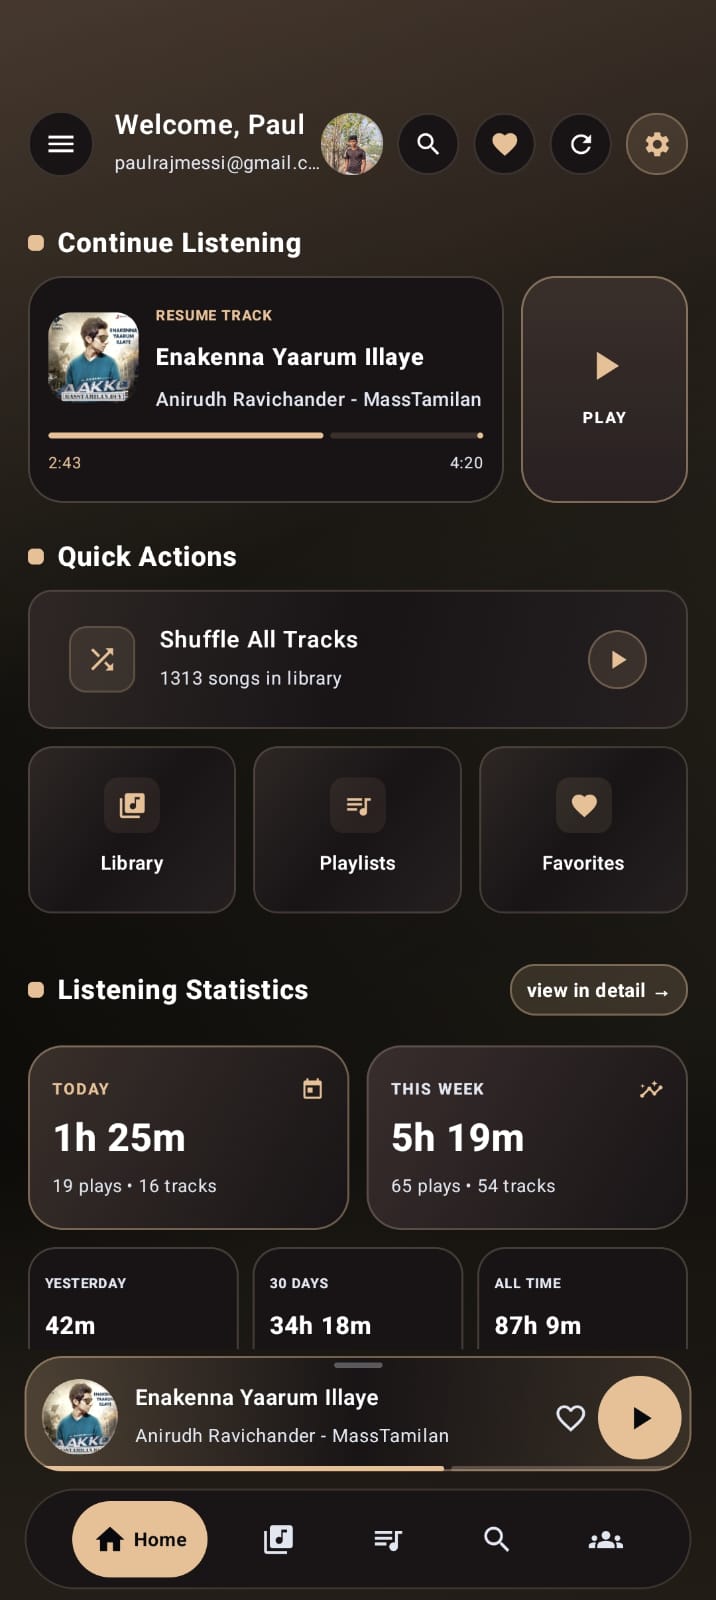 Welcome, Paul
paulrajmessi@gmail.c...
Continue Listening
RESUME TRACK
Enakenna Yaarum Illaye
Anirudh Ravichander - MassTamilan
2:43
4:20
PLAY
Quick Actions
Shuffle All Tracks
1313 songs in library
Library
Playlists
Favorites
Listening Statistics
view in detail →
TODAY
1h 25m
19 plays • 16 tracks
THIS WEEK
5h 19m
65 plays • 54 tracks
YESTERDAY
42m
30 DAYS
34h 18m
ALL TIME
87h 9m
Enakenna Yaarum Illaye
Anirudh Ravichander - MassTamilan
Home